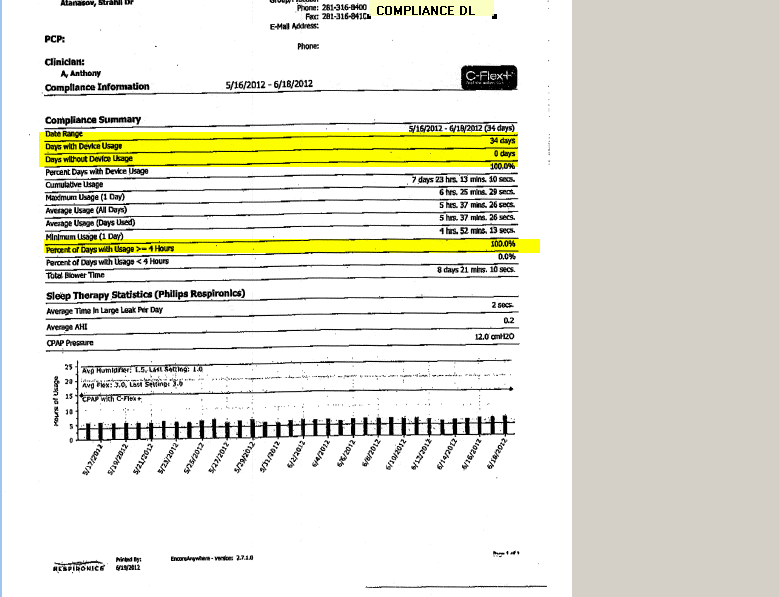 Atanasov, Strahil Dr
Phone: 281-316-8400
COMPLIANCE DL
Fax:
E-Mail Address:
PCP:
Phone:
Clinician:
A, Anthony
Compliance Information 5/16/2012 - 6/18/2012
C-Flex+
Compliance Summary
Date Range 5/16/2012 - 6/18/2012 (34 days)
Days with Device Usage 34 days
Days without Device Usage 0 days
Percent Days with Device Usage 100.0%
Cumulative Usage 7 days 23 hrs. 13 mins. 10 secs.
Maximum Usage (1 Day) 6 hrs. 25 mins. 29 secs.
Average Usage (All Days) 5 hrs. 37 mins. 26 secs.
Average Usage (Days Used) 5 hrs. 37 mins. 26 secs.
Minimum Usage (1 Day) 4 hrs. 52 mins. 13 secs.
Percent of Days with Usage >= 4 Hours 100.0%
Percent of Days with Usage < 4 Hours 0.0%
Total Blower Time 8 days 21 mins. 10 secs.
Sleep Therapy Statistics (Philips Respironics)
Average Time in Large Leak Per Day 2 secs.
Average AHI 0.2
CPAP Pressure 12.0 cmH2O
Hours of Usage
25
20
15
10
5
0
Avg Humidifier: 1.5, Last Setting: 1.0
Avg Flex: 3.0, Last Setting: 3.0
CPAP with C-Flex+
5/17/2012 5/19/2012 5/21/2012 5/23/2012 5/25/2012 5/27/2012 5/29/2012 5/31/2012 6/2/2012 6/4/2012 6/6/2012 6/8/2012 6/10/2012 6/12/2012 6/14/2012 6/16/2012 6/18/2012
RESPIRONICS
Printed By:
6/19/2012
EncoreAnywhere - version: 2.7.1.0
Page 1 of 1